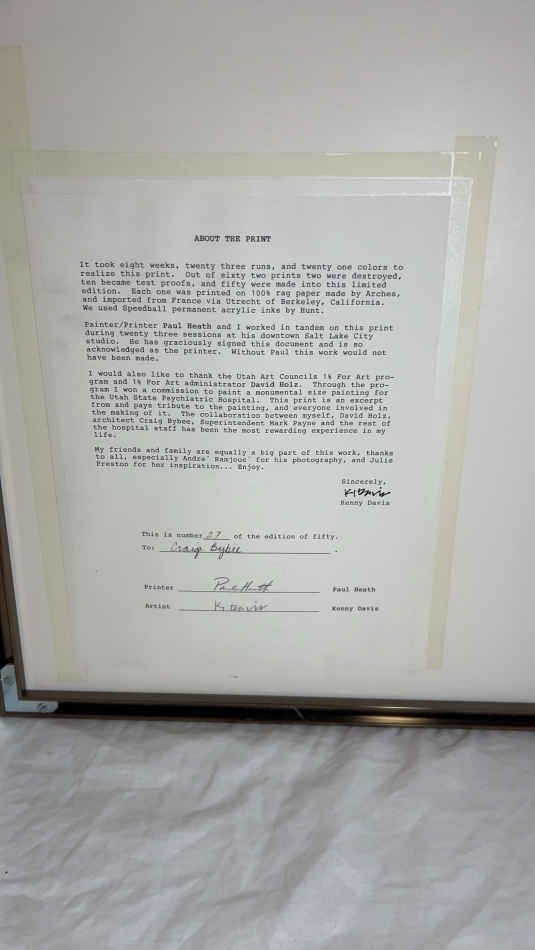 ABOUT THE PRINT
It took eight weeks, twenty three runs, and twenty one colors to
realize this print. Out of sixty two prints two were destroyed,
ten became test proofs, and fifty were made into this limited
edition. Each one was printed on 100% rag paper made by Arches,
and imported from France via Utrecht of Berkeley, California.
We used Speedball permanent acrylic inks by Hunt.
Painter/Printer Paul Heath and I worked in tandem on this print
during twenty three sessions at his downtown Salt Lake City
studio. He has graciously signed this document and is so
acknowledged as the printer. Without Paul this work would not
have been made.
I would also like to thank the Utah Art Councils 1% For Art pro-
gram and 1% For Art administrator David Holz. Through the pro-
gram I won a commission to paint a monumental size painting for
the Utah State Psychiatric Hospital. This print is an excerpt
from and pays tribute to the painting, and everyone involved in
the making of it. The collaboration between myself, David Holz,
architect Craig Bybee, Superintendent Mark Payne and the rest of
the hospital staff has been the most rewarding experience in my
life.
My friends and family are equally a big part of this work, thanks
to all, especially Andra' Ramjoue' for his photography, and Julie
Preston for her inspiration... Enjoy.
Sincerely,
K Davis
Kenny Davis
This is number 27 of the edition of fifty.
To: Craig Bybee .
Printer Paul Heath Paul Heath
Artist K Davis Kenny Davis